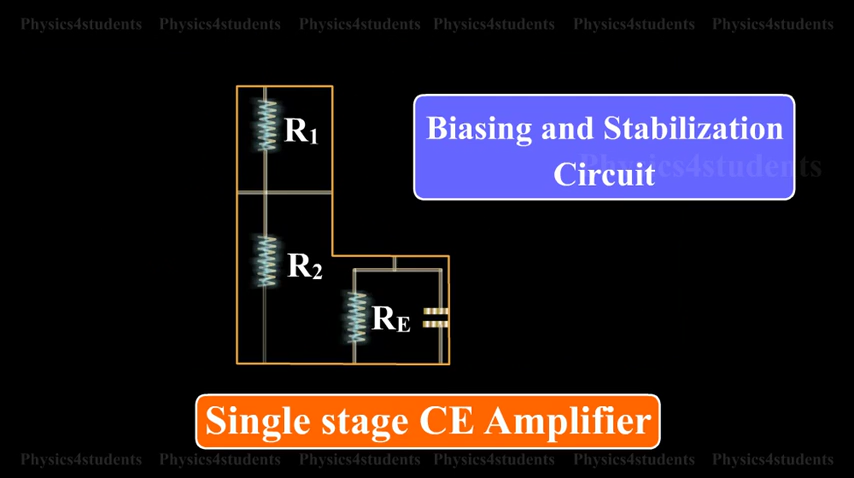 Physics4students Physics4students Physics4students Physics4students Physics4students Physics4students
R1
Biasing and Stabilization
Circuit
Physics4students
R2
RE
Single stage CE Amplifier
Physics4students Physics4students Physics4students Physics4students Physics4students Physics4students